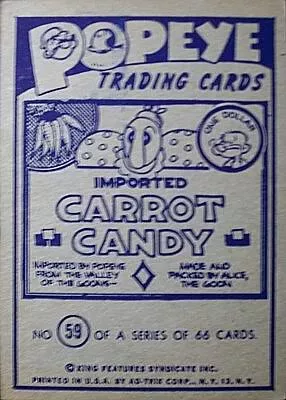 POPEYE
TRADING CARDS
ONE DOLLAR
IMPORTED
CARROT
CANDY
IMPORTED BY POPEYE
FROM THE VALLEY
OF THE GOONS—
MADE AND
PACKED BY ALICE,
THE GOON.
NO 59 OF A SERIES OF 66 CARDS.
© KING FEATURES SYNDICATE INC.
PRINTED IN U.S.A. BY AD-TRIX CORP., N.Y. 13, N.Y.